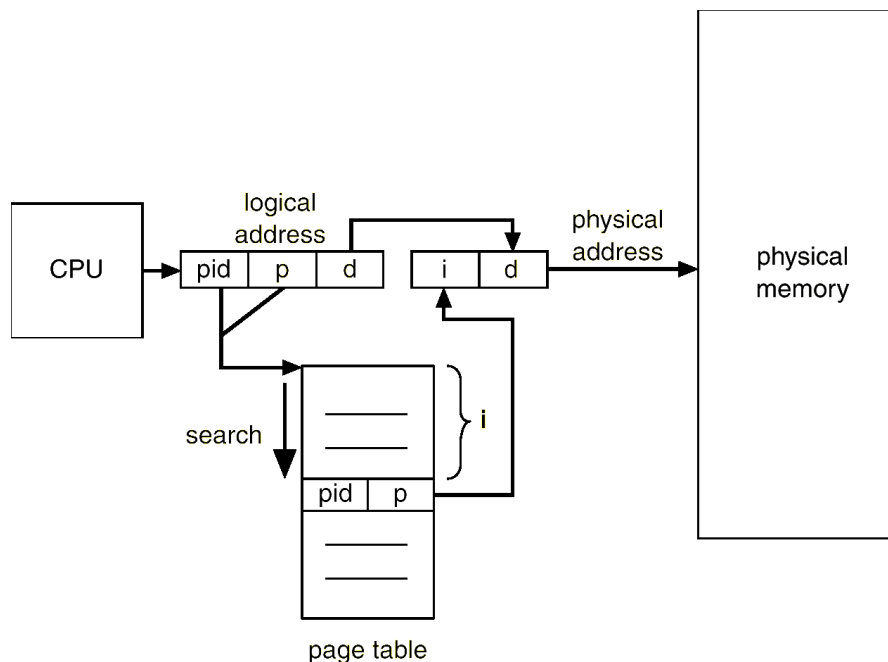 logical
address
physical
address
CPU
pid p d
i d
physical
memory
search
i
pid p
page table